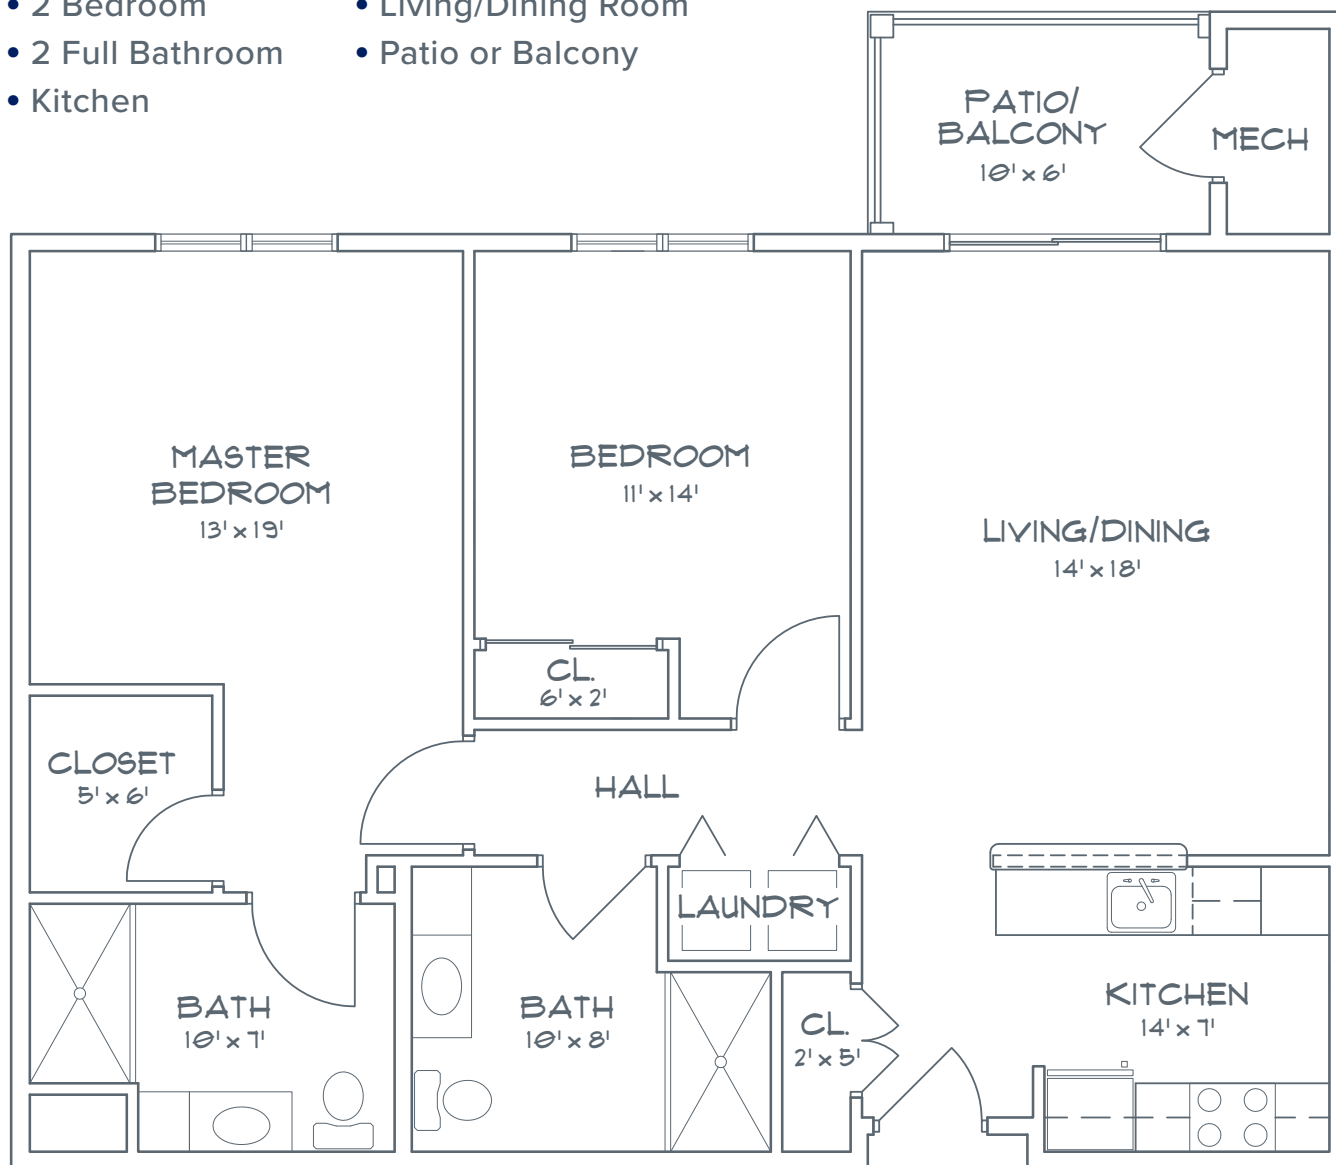 • 2 Bedroom
• 2 Full Bathroom
• Kitchen
• Living/Dining Room
• Patio or Balcony
PATIO/
BALCONY
10' x 6'
MECH
MASTER
BEDROOM
13' x 19'
BEDROOM
11' x 14'
LIVING/DINING
14' x 18'
CL.
6' x 2'
CLOSET
5' x 6'
HALL
LAUNDRY
BATH
10' x 7'
BATH
10' x 8'
CL.
2' x 5'
KITCHEN
14' x 7'